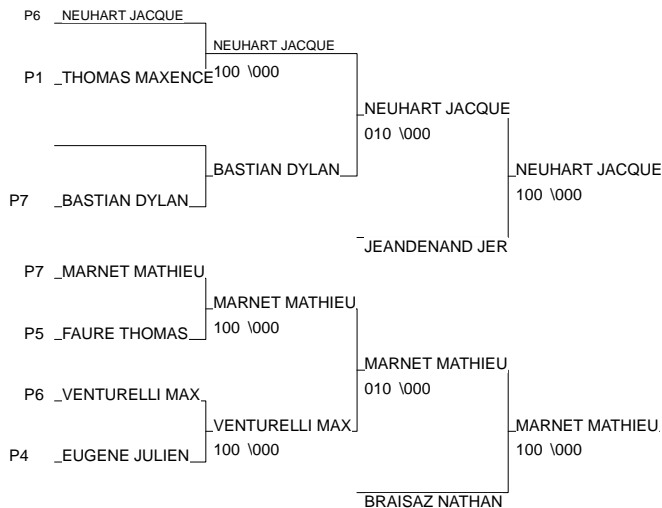 P6 NEUHART JACQUE
NEUHART JACQUE
P1 THOMAS MAXENCE 100 \000
NEUHART JACQUE
010 \000
BASTIAN DYLAN NEUHART JACQUE
P7 BASTIAN DYLAN 100 \000
JEANDENAND JER
P7 MARNET MATHIEU
MARNET MATHIEU
P5 FAURE THOMAS 100 \000
MARNET MATHIEU
P6 VENTURELLI MAX 010 \000
VENTURELLI MAX MARNET MATHIEU
P4 EUGENE JULIEN 100 \000 100 \000
BRAISAZ NATHAN